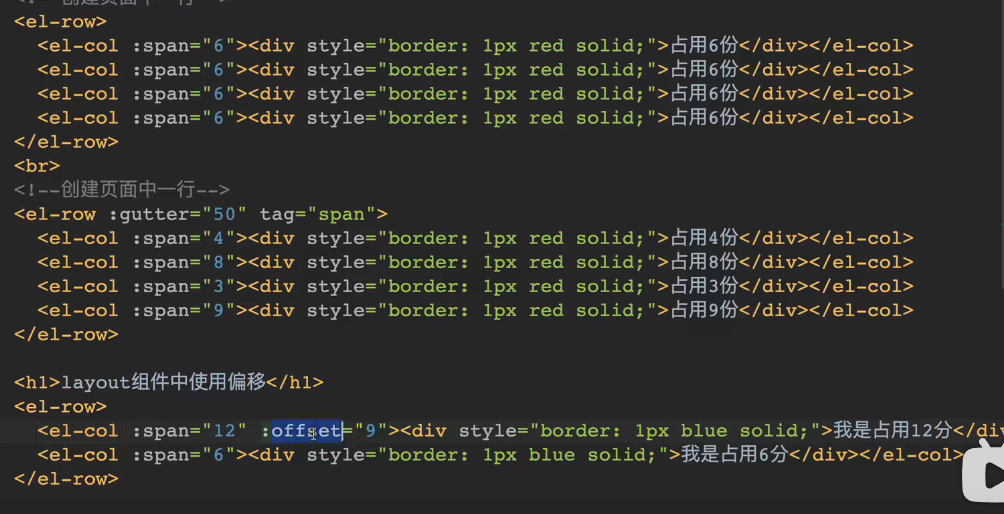 <!--创建页面中一行-->
<el-row>
<el-col :span="6"><div style="border: 1px red solid;">占用6份</div></el-col>
<el-col :span="6"><div style="border: 1px red solid;">占用6份</div></el-col>
<el-col :span="6"><div style="border: 1px red solid;">占用6份</div></el-col>
<el-col :span="6"><div style="border: 1px red solid;">占用6份</div></el-col>
</el-row>
<br>
<!--创建页面中一行-->
<el-row :gutter="50" tag="span">
<el-col :span="4"><div style="border: 1px red solid;">占用4份</div></el-col>
<el-col :span="8"><div style="border: 1px red solid;">占用8份</div></el-col>
<el-col :span="3"><div style="border: 1px red solid;">占用3份</div></el-col>
<el-col :span="9"><div style="border: 1px red solid;">占用9份</div></el-col>
</el-row>
<h1>layout组件中使用偏移</h1>
<el-row>
<el-col :span="12" :offset="9"><div style="border: 1px blue solid;">我是占用12分</div
<el-col :span="6"><div style="border: 1px blue solid;">我是占用6分</div></el-col>
</el-row>